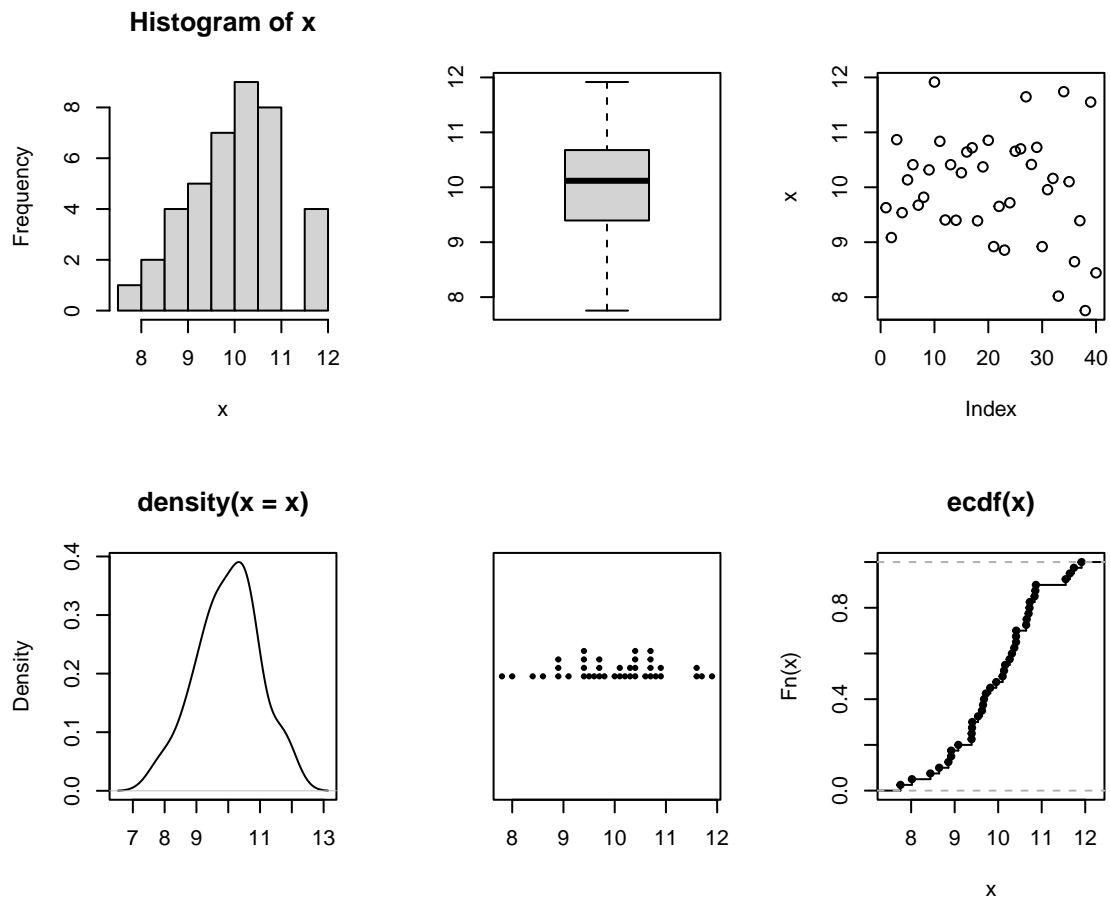 Histogram of x
Frequency
0 2 4 6 8
8 9 10 11 12
x
8 9 10 11 12
x
8 9 10 11 12
0 10 20 30 40
Index
density(x = x)
Density
0.0 0.1 0.2 0.3 0.4
7 8 9 11 13
8 9 10 11 12
ecdf(x)
Fn(x)
0.0 0.4 0.8
8 9 10 11 12
x